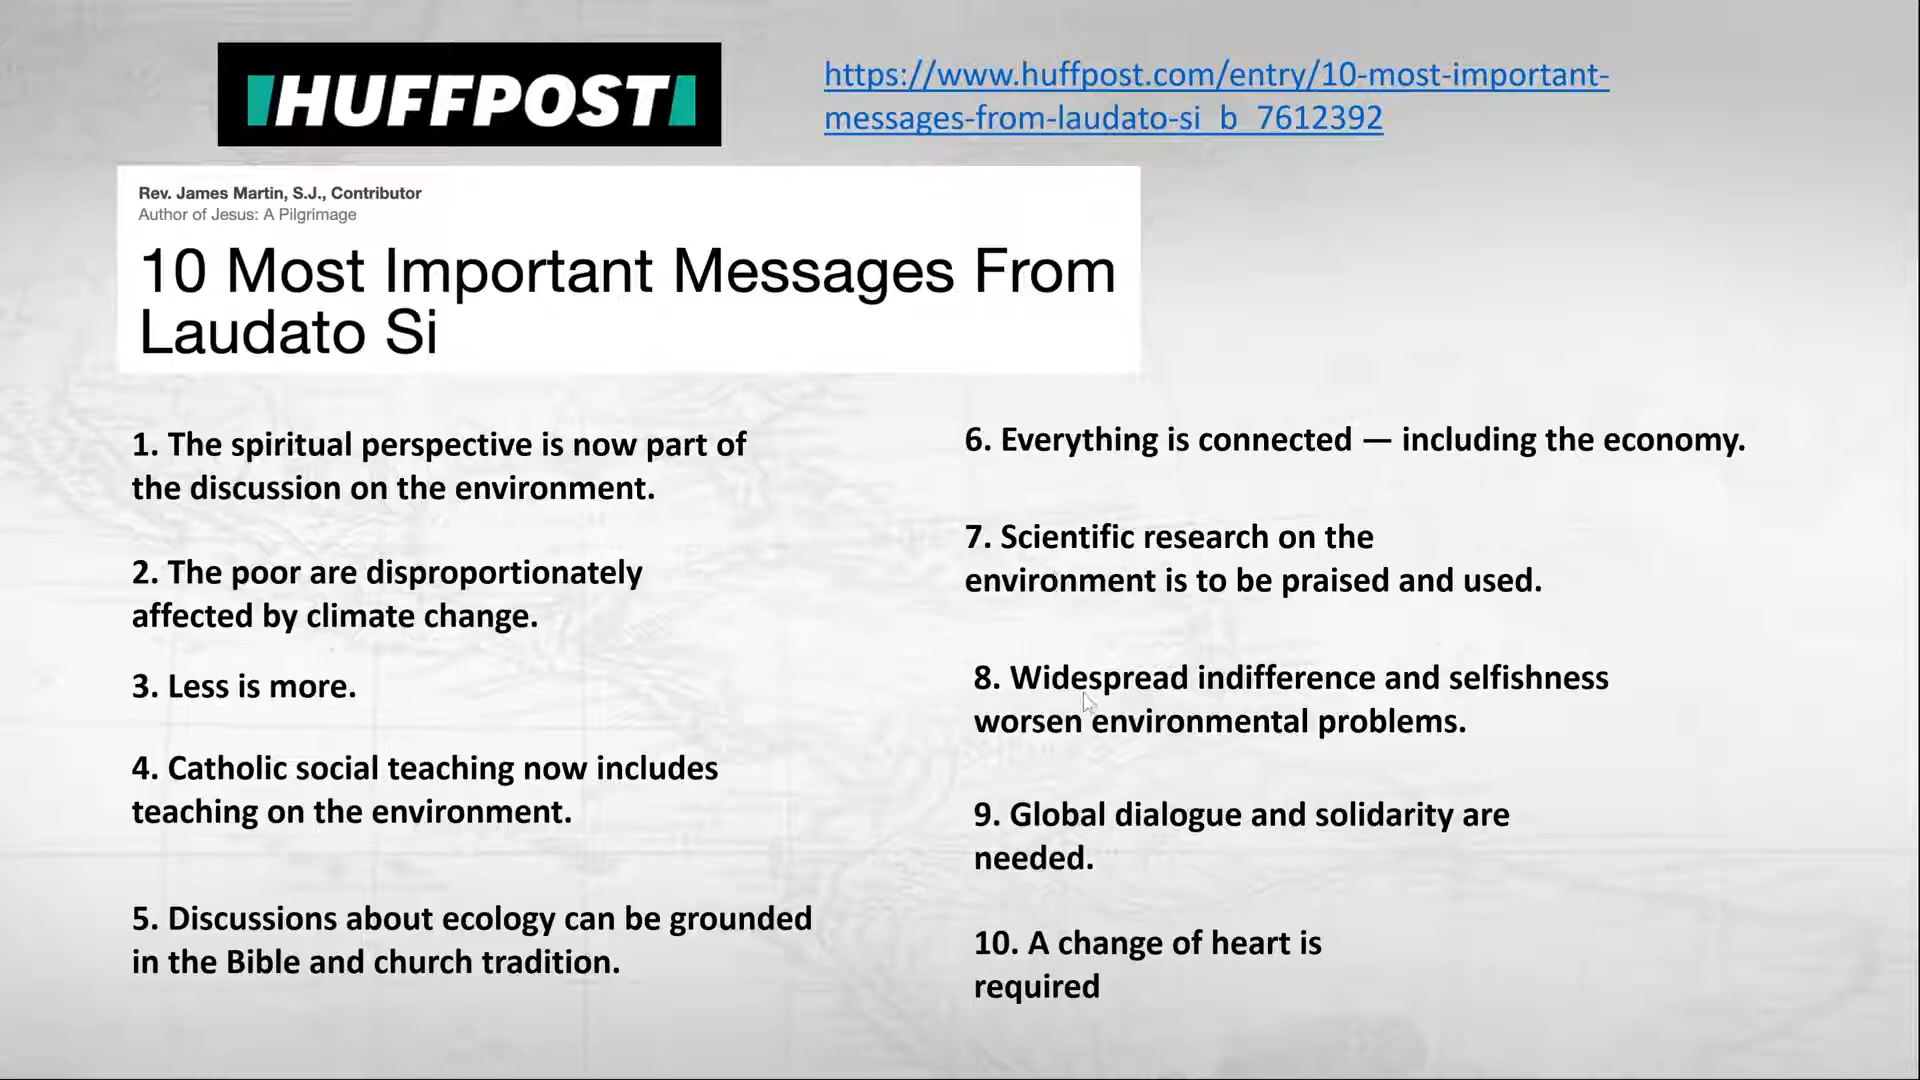 HUFFPOST
https://www.huffpost.com/entry/10-most-important-
messages-from-laudato-si_b_7612392
Rev. James Martin, S.J., Contributor
Author of Jesus: A Pilgrimage
10 Most Important Messages From
Laudato Si
1. The spiritual perspective is now part of
the discussion on the environment.
2. The poor are disproportionately
affected by climate change.
3. Less is more.
4. Catholic social teaching now includes
teaching on the environment.
5. Discussions about ecology can be grounded
in the Bible and church tradition.
6. Everything is connected — including the economy.
7. Scientific research on the
environment is to be praised and used.
8. Widespread indifference and selfishness
worsen environmental problems.
9. Global dialogue and solidarity are
needed.
10. A change of heart is
required